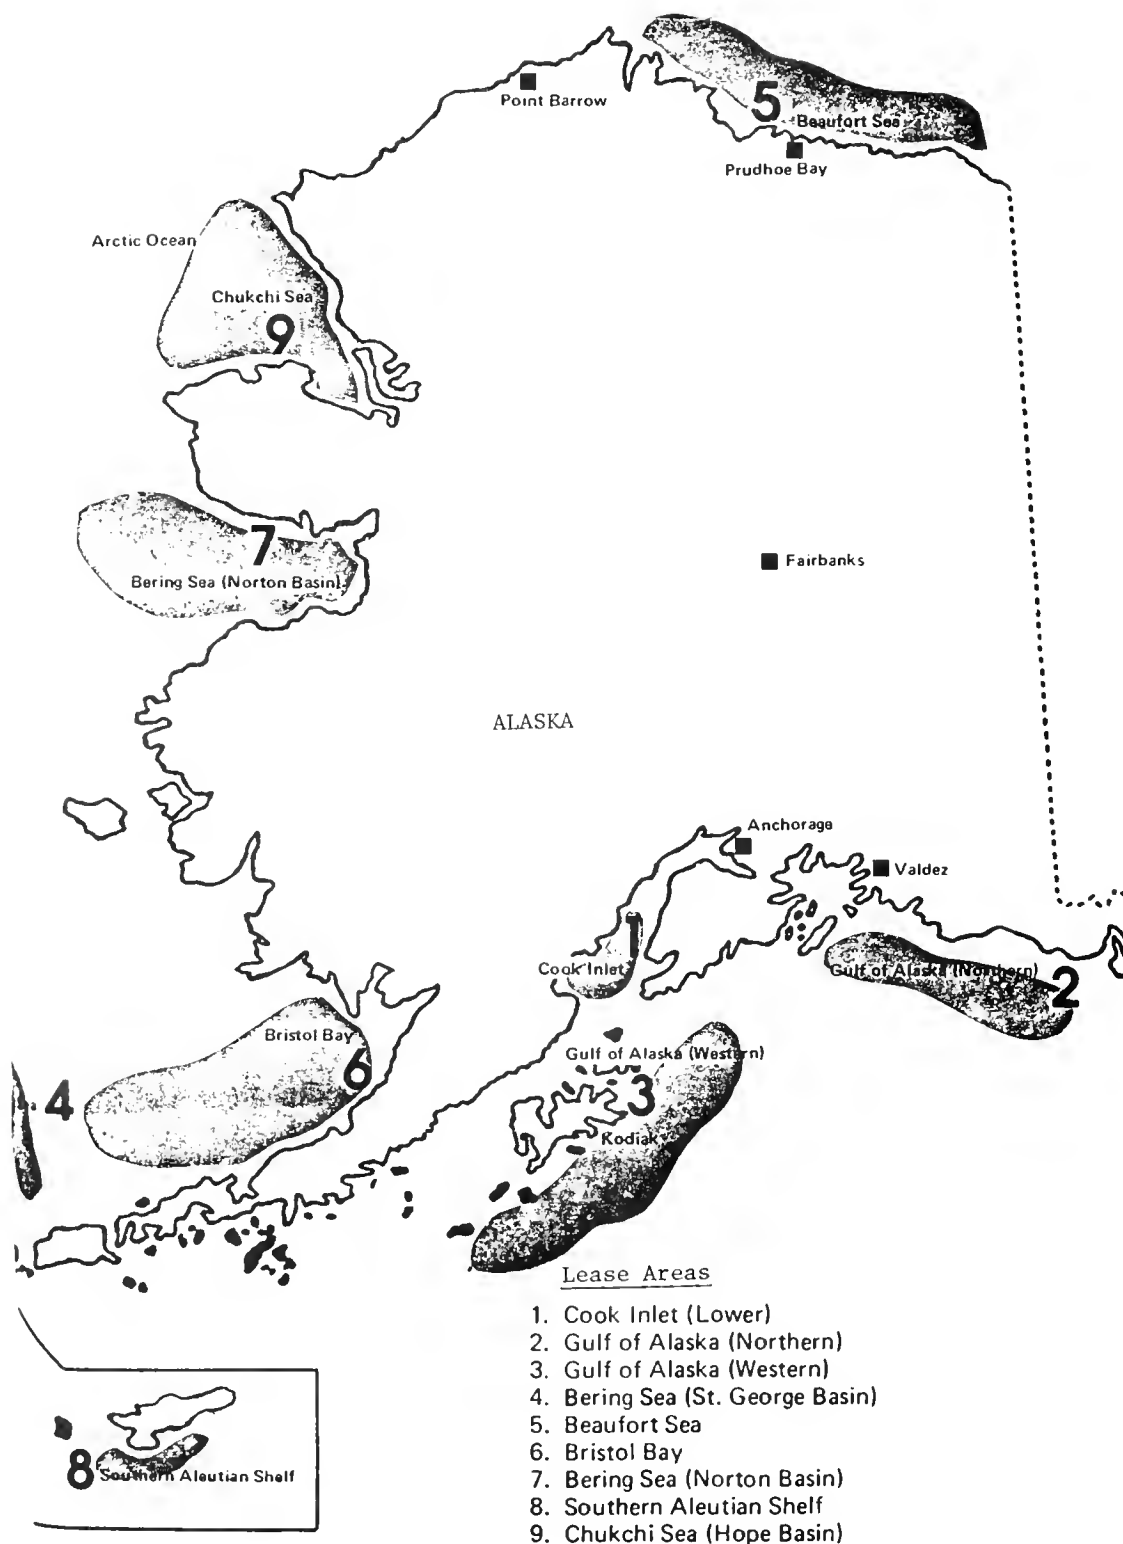 Point Barrow
5
Beaufort Sea
Prudhoe Bay
Arctic Ocean
Chukchi Sea
9
7
Bering Sea (Norton Basin)
Fairbanks
ALASKA
Anchorage
Valdez
1
Cook Inlet
Gulf of Alaska (Northern)
2
Bristol Bay
6
Gulf of Alaska (Western)
3
Kodiak
4
8
Southern Aleutian Shelf
Lease Areas
1. Cook Inlet (Lower)
2. Gulf of Alaska (Northern)
3. Gulf of Alaska (Western)
4. Bering Sea (St. George Basin)
5. Beaufort Sea
6. Bristol Bay
7. Bering Sea (Norton Basin)
8. Southern Aleutian Shelf
9. Chukchi Sea (Hope Basin)